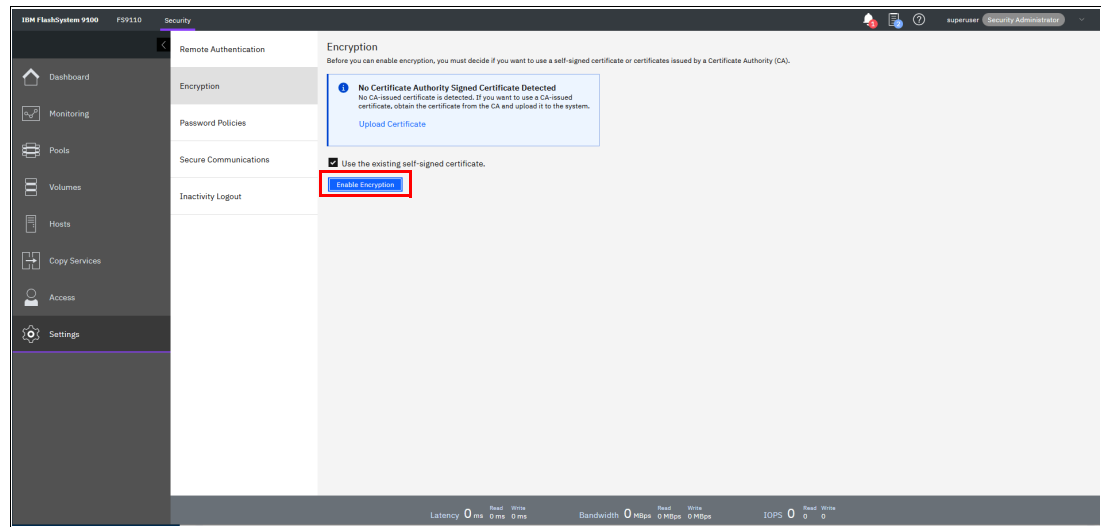 IBM FlashSystem 9100 FS9110 Security
1 2 superuser Security Administrator
Dashboard
Monitoring
Pools
Volumes
Hosts
Copy Services
Access
Settings
Remote Authentication
Encryption
Password Policies
Secure Communications
Inactivity Logout
Encryption
Before you can enable encryption, you must decide if you want to use a self-signed certificate or certificates issued by a Certificate Authority (CA).
No Certificate Authority Signed Certificate Detected
No CA-issued certificate is detected. If you want to use a CA-issued
certificate, obtain the certificate from the CA and upload it to the system.
Upload Certificate
Use the existing self-signed certificate.
Enable Encryption
Latency 0 ms Read 0 ms Write 0 ms Bandwidth 0 MBps Read 0 MBps Write 0 MBps IOPS 0 Read 0 Write 0